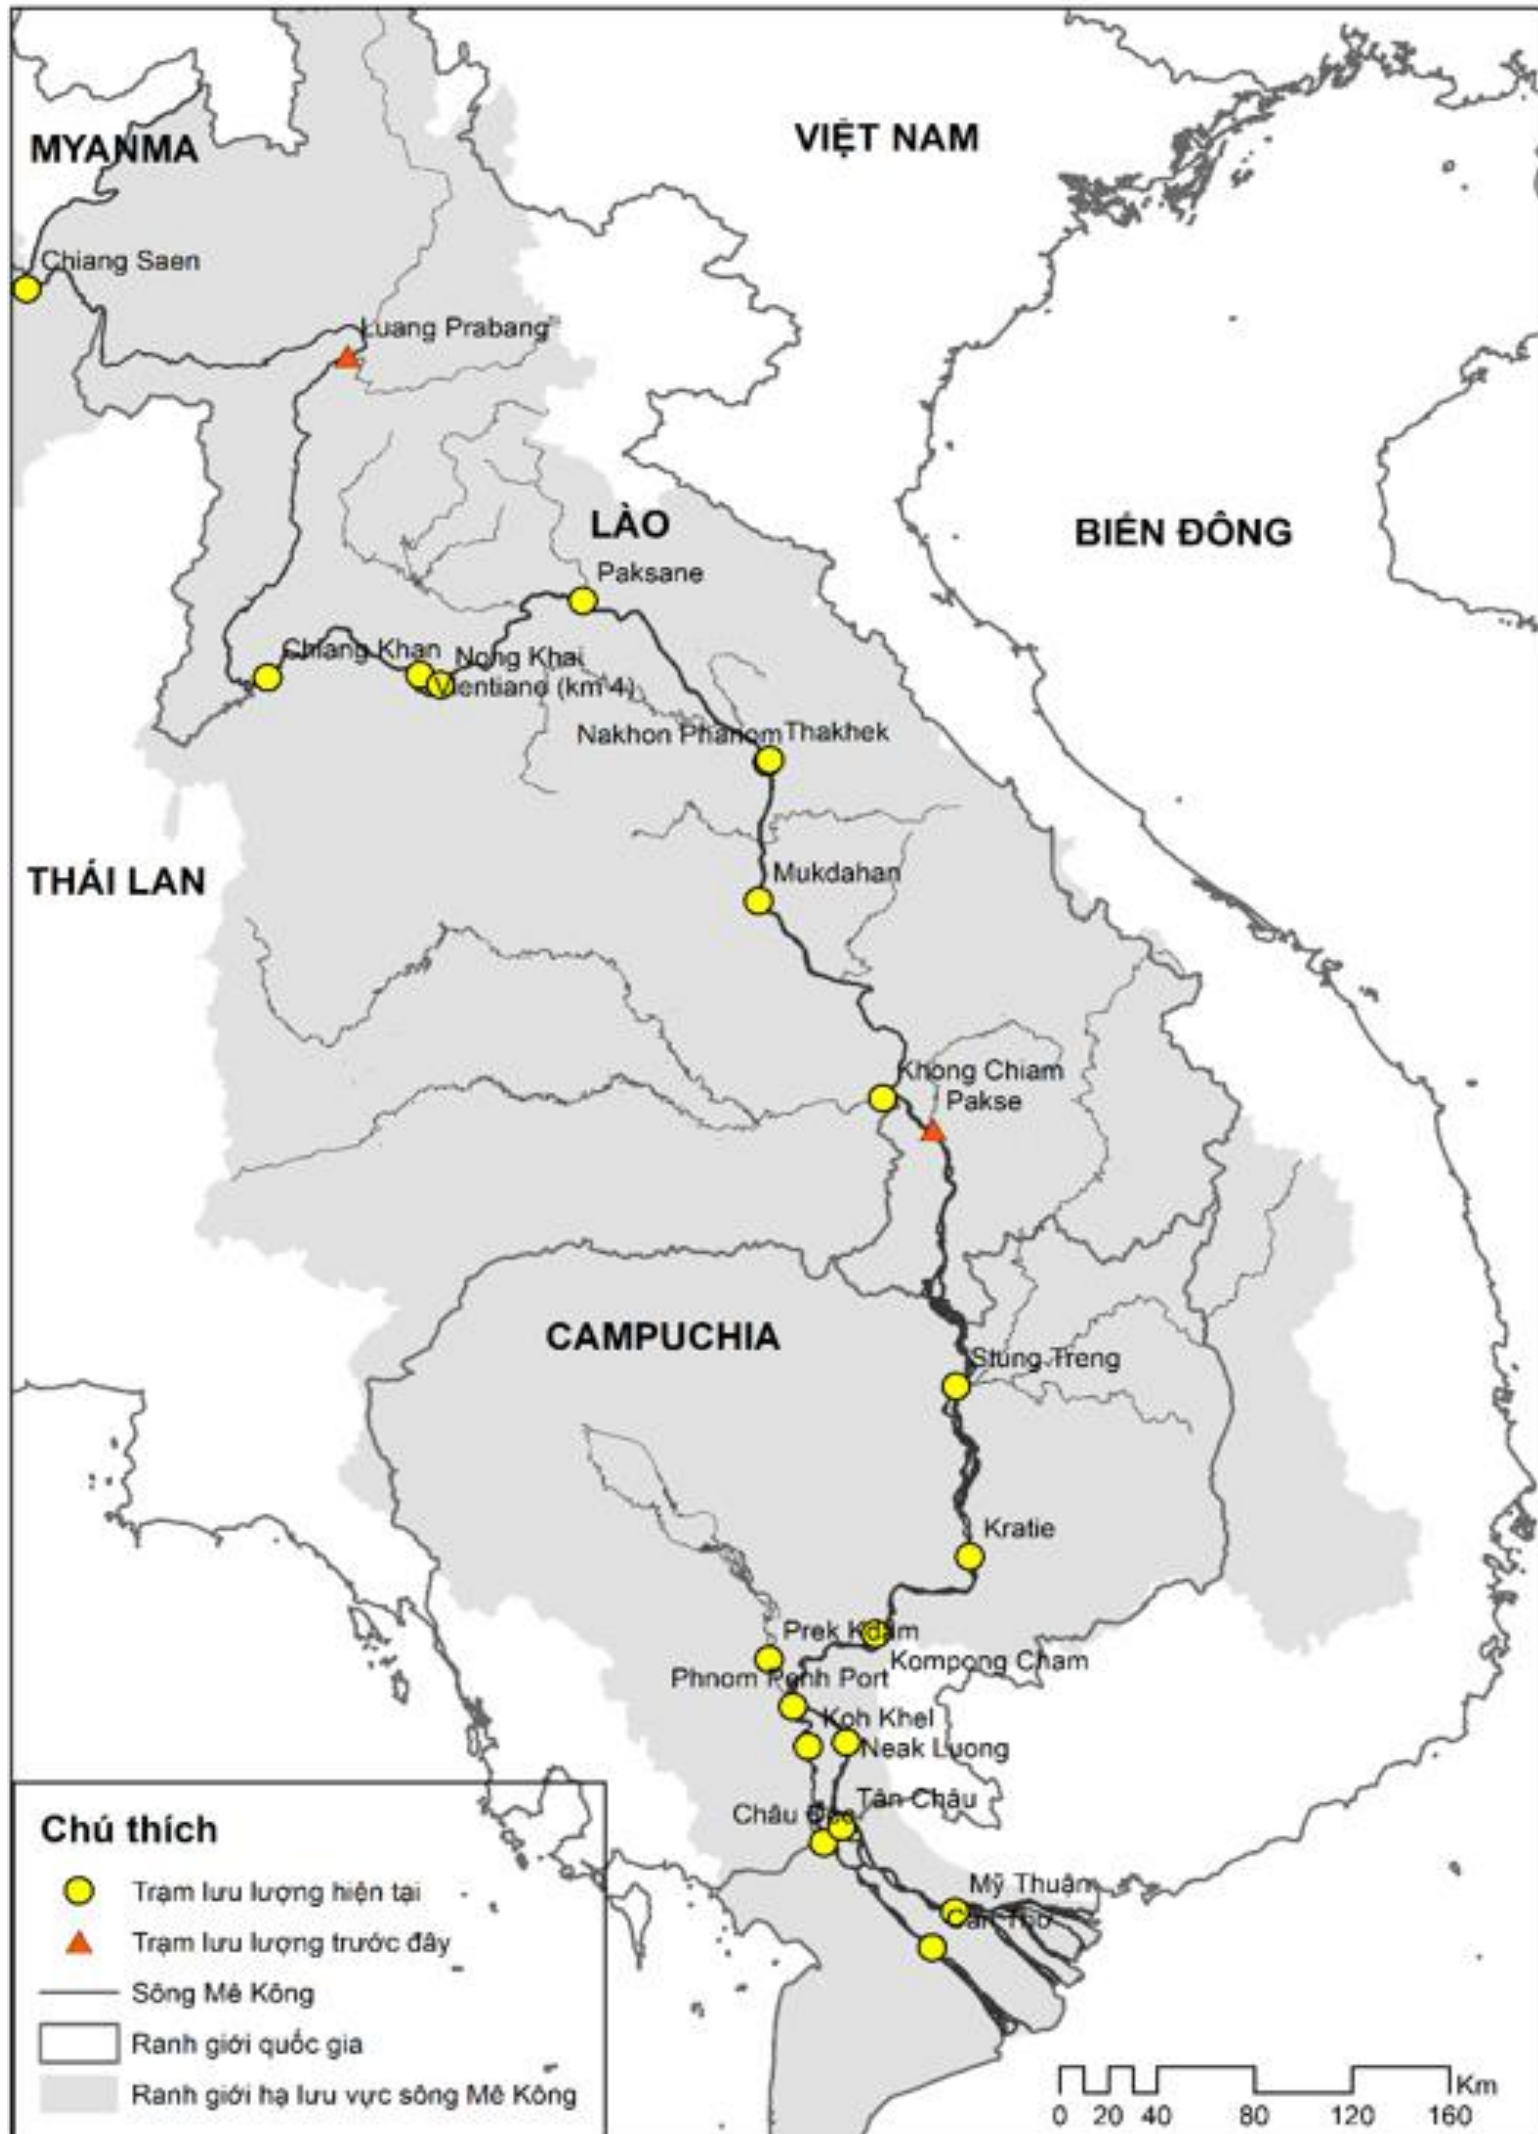 MYANMA
VIỆT NAM
Chiang Saen
Luang Prabang
LÀO
BIỂN ĐÔNG
Paksane
Chiang Khan
Nong Khai
Vientiane (km 4)
Nakhon Phanom
Thakhek
THÁI LAN
Mukdahan
Khong Chiam
Pakse
CAMPUCHIA
Stung Treng
Kratie
Prek Kdam
Kompong Cham
Phnom Penh Port
Koh Khel
Neak Luong
Tân Châu
Châu Đốc
Mỹ Thuận
Cần Thơ
Chú thích
Trạm lưu lượng hiện tại
Trạm lưu lượng trước đây
Sông Mê Kông
Ranh giới quốc gia
Ranh giới hạ lưu vực sông Mê Kông
Km
0 20 40 80 120 160